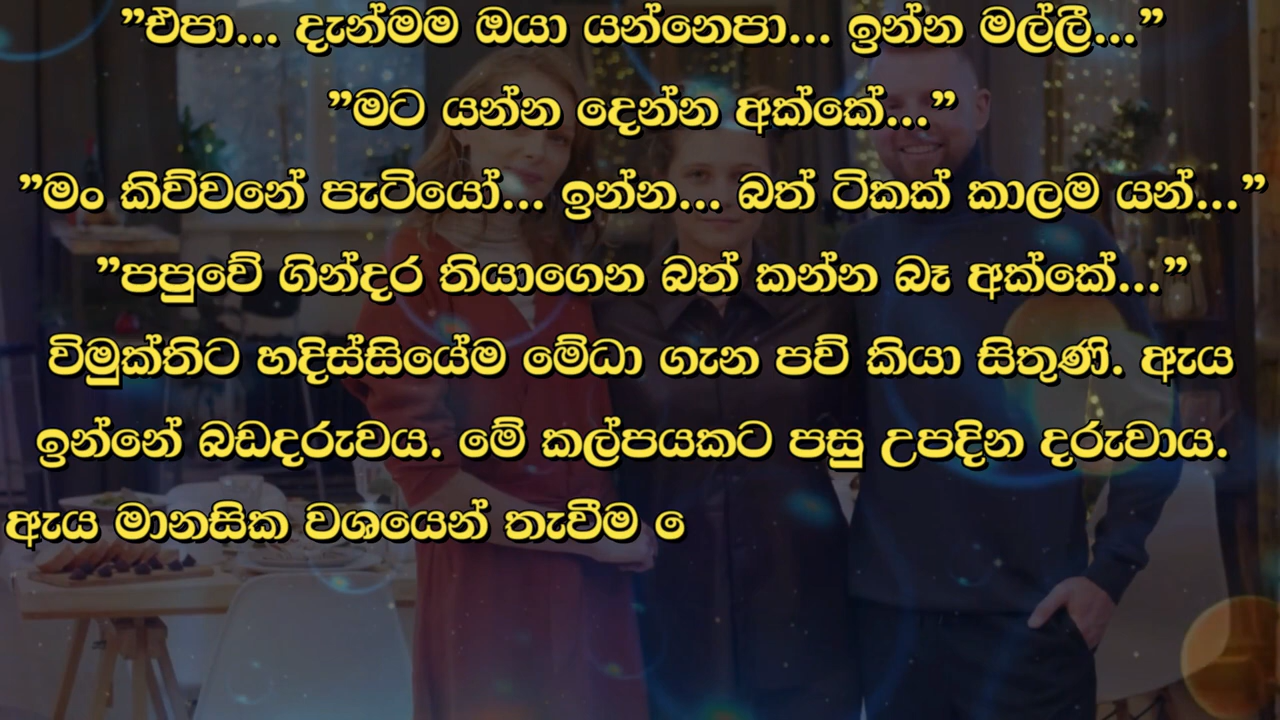 ”එපා... දැන්මම ඔයා යන්නෙපා... ඉන්න මල්ලී...”
”මට යන්න දෙන්න අක්කේ...”
”මං කිව්වනේ පැටියෝ... ඉන්න... බත් ටිකක් කාලම යන්...”
”පපුවේ ගින්දර තියාගෙන බත් කන්න බෑ අක්කේ...”
විමුක්තිට හදිස්සියේම මේධා ගැන පව් කියා සිතුණි. ඇය
ඉන්නේ බඩදරුවය. මේ කල්පයකට පසු උපදින දරුවාය.
ඇය මානසික වශයෙන් තැවීම ෙ